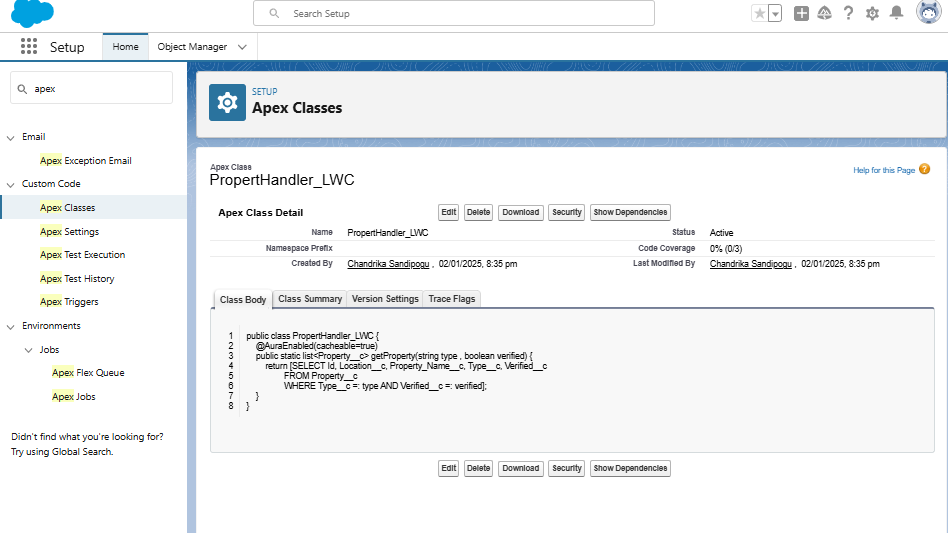 Search Setup
Setup
Home
Object Manager
apex
Email
Apex Exception Email
Custom Code
Apex Classes
Apex Settings
Apex Test Execution
Apex Test History
Apex Triggers
Environments
Jobs
Apex Flex Queue
Apex Jobs
Didn't find what you're looking for?
Try using Global Search.
SETUP
Apex Classes
Apex Class
PropertHandler_LWC
Help for this Page ?
Apex Class Detail
Edit Delete Download Security Show Dependencies
Name PropertHandler_LWC Status Active
Namespace Prefix Code Coverage 0% (0/3)
Created By Chandrika Sandipogu , 02/01/2025, 8:35 pm Last Modified By Chandrika Sandipogu , 02/01/2025, 8:35 pm
Class Body Class Summary Version Settings Trace Flags
1 public class PropertHandler_LWC {
2 @AuraEnabled(cacheable=true)
3 public static list<Property__c> getProperty(string type , boolean verified) {
4 return [SELECT Id, Location__c, Property_Name__c, Type__c, Verified__c
5 FROM Property__c
6 WHERE Type__c =: type AND Verified__c =: verified];
7 }
8 }
Edit Delete Download Security Show Dependencies